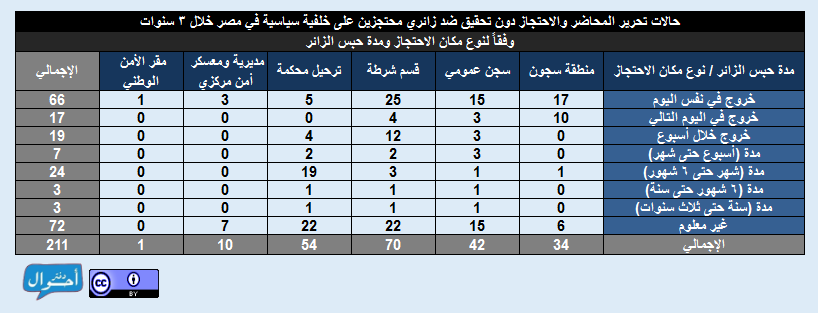 حالات تحرير المحاضر والاحتجاز دون تحقيق ضد زائري محتجزين على خلفية سياسية في مصر خلال ٣ سنوات
وفقاً لنوع مكان الاحتجاز ومدة حبس الزائر
مدة حبس الزائر / نوع مكان الاحتجاز منطقة سجون سجن عمومي قسم شرطة ترحيل محكمة مديرية ومعسكر أمن مركزي مقر الأمن الوطني الإجمالي
خروج في نفس اليوم 17 15 25 5 3 1 66
خروج في اليوم التالي 10 3 4 0 0 0 17
خروج خلال أسبوع 0 3 12 4 0 0 19
مدة (أسبوع حتى شهر) 0 3 2 2 0 0 7
مدة (شهر حتى ٦ شهور) 1 1 3 19 0 0 24
مدة (٦ شهور حتى سنة) 0 1 1 1 0 0 3
مدة (سنة حتى ثلاث سنوات) 0 1 1 1 0 0 3
غير معلوم 6 15 22 22 7 0 72
الإجمالي 34 42 70 54 10 1 211
دفتر أحوال
cc BY